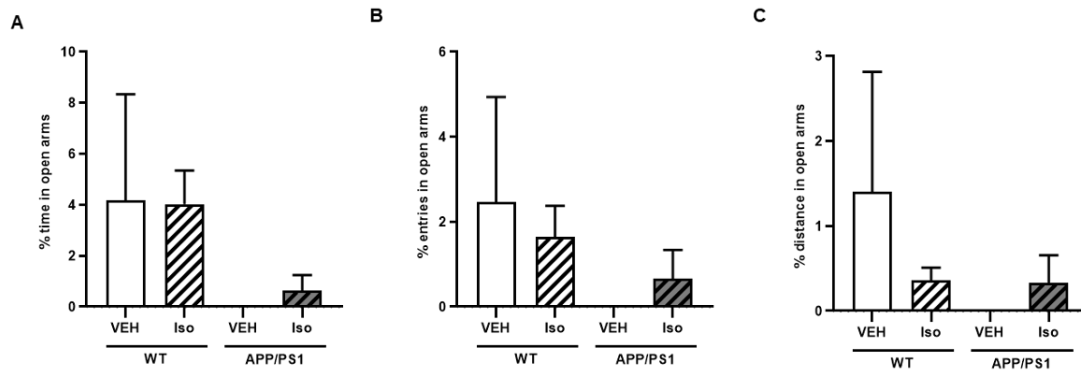 A
% time in open arms
10
8
6
4
2
0
VEH Iso VEH Iso
WT APP/PS1
B
% entries in open arms
6
4
2
0
VEH Iso VEH Iso
WT APP/PS1
C
% distance in open arms
3
2
1
0
VEH Iso VEH Iso
WT APP/PS1